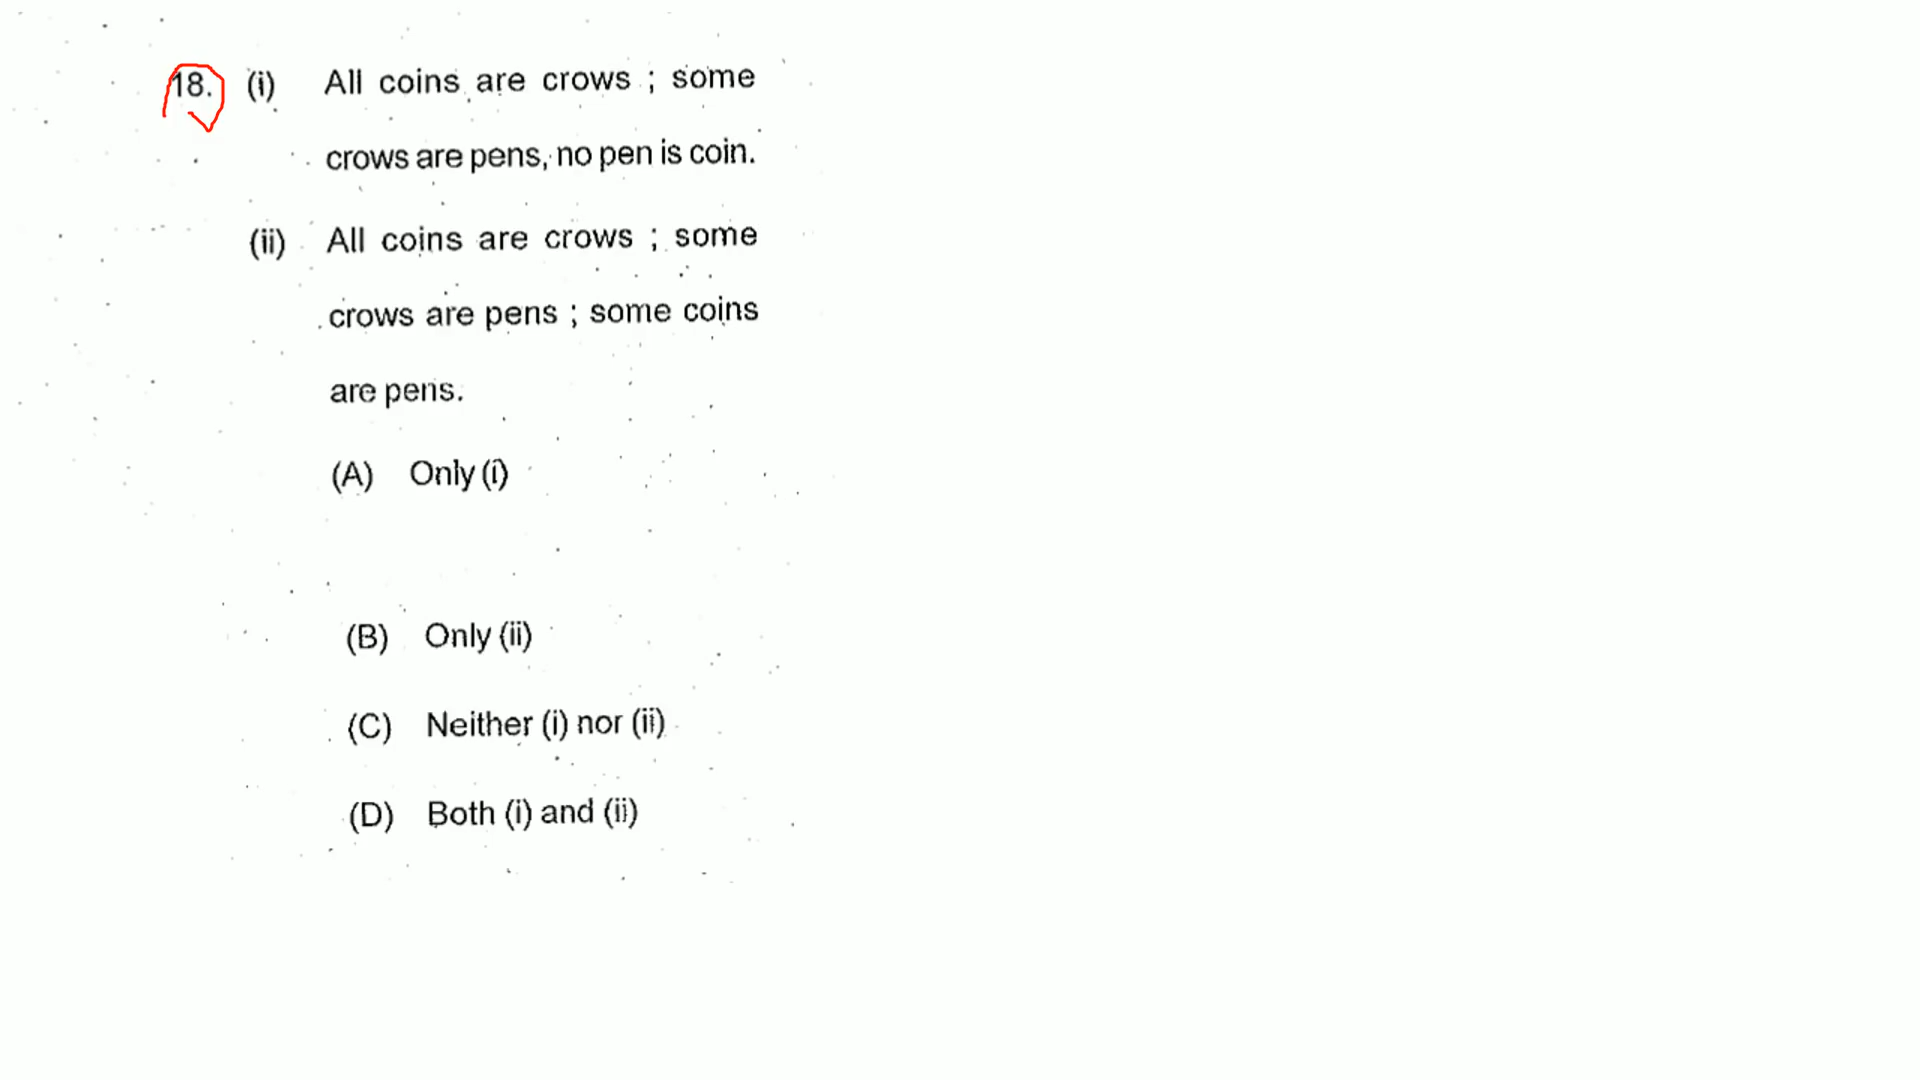 18. (i) All coins are crows ; some
crows are pens, no pen is coin.
(ii) All coins are crows ; some
crows are pens ; some coins
are pens.
(A) Only (i)
(B) Only (ii)
(C) Neither (i) nor (ii)
(D) Both (i) and (ii)